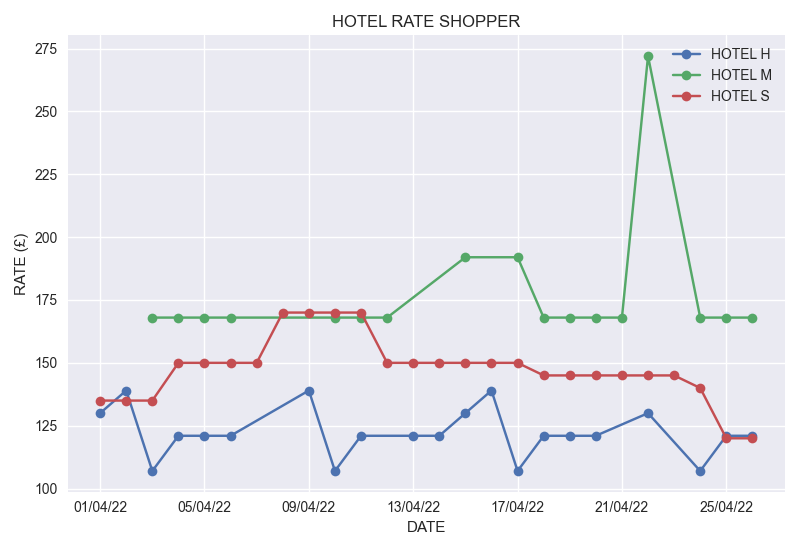 HOTEL RATE SHOPPER
HOTEL H
HOTEL M
HOTEL S
RATE (£)
275
250
225
200
175
150
125
100
01/04/22 05/04/22 09/04/22 13/04/22 17/04/22 21/04/22 25/04/22
DATE